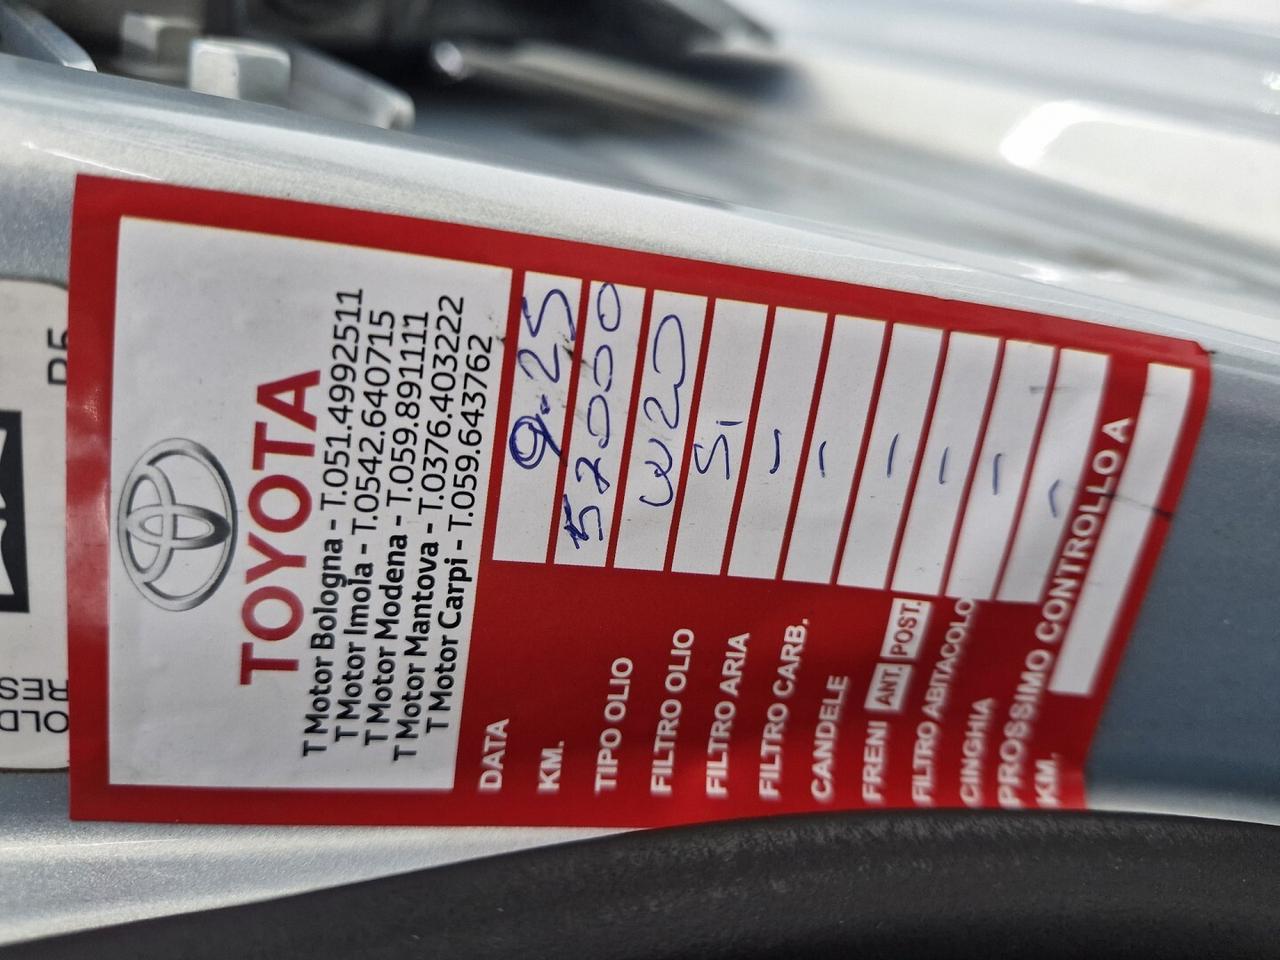 TOYOTA
T Motor Bologna - T.051.4992511
T Motor Imola - T.0542.640715
T Motor Modena - T.059.891111
T Motor Mantova - T.0376.403222
T Motor Carpi - T.059.643762
DATA 9-25
KM. 52000
TIPO OLIO W20
FILTRO OLIO Si
FILTRO ARIA -
FILTRO CARB. -
CANDELE -
FRENI ANT. POST. -
FILTRO ABITACOLO -
CINGHIA -
PROSSIMO CONTROLLO A
KM.